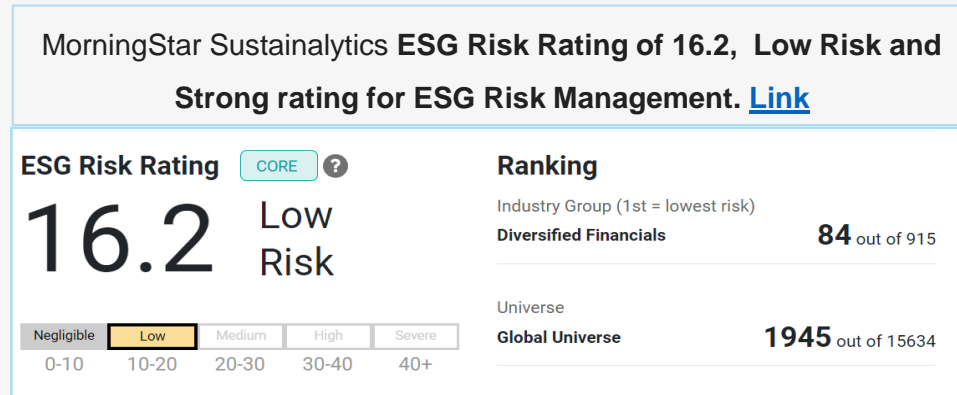 MorningStar Sustainalytics ESG Risk Rating of 16.2, Low Risk and
Strong rating for ESG Risk Management. Link
ESG Risk Rating CORE ?
16.2 Low
Risk
Negligible Low Medium High Severe
0-10 10-20 20-30 30-40 40+
Ranking
Industry Group (1st = lowest risk)
Diversified Financials 84 out of 915
Universe
Global Universe 1945 out of 15634